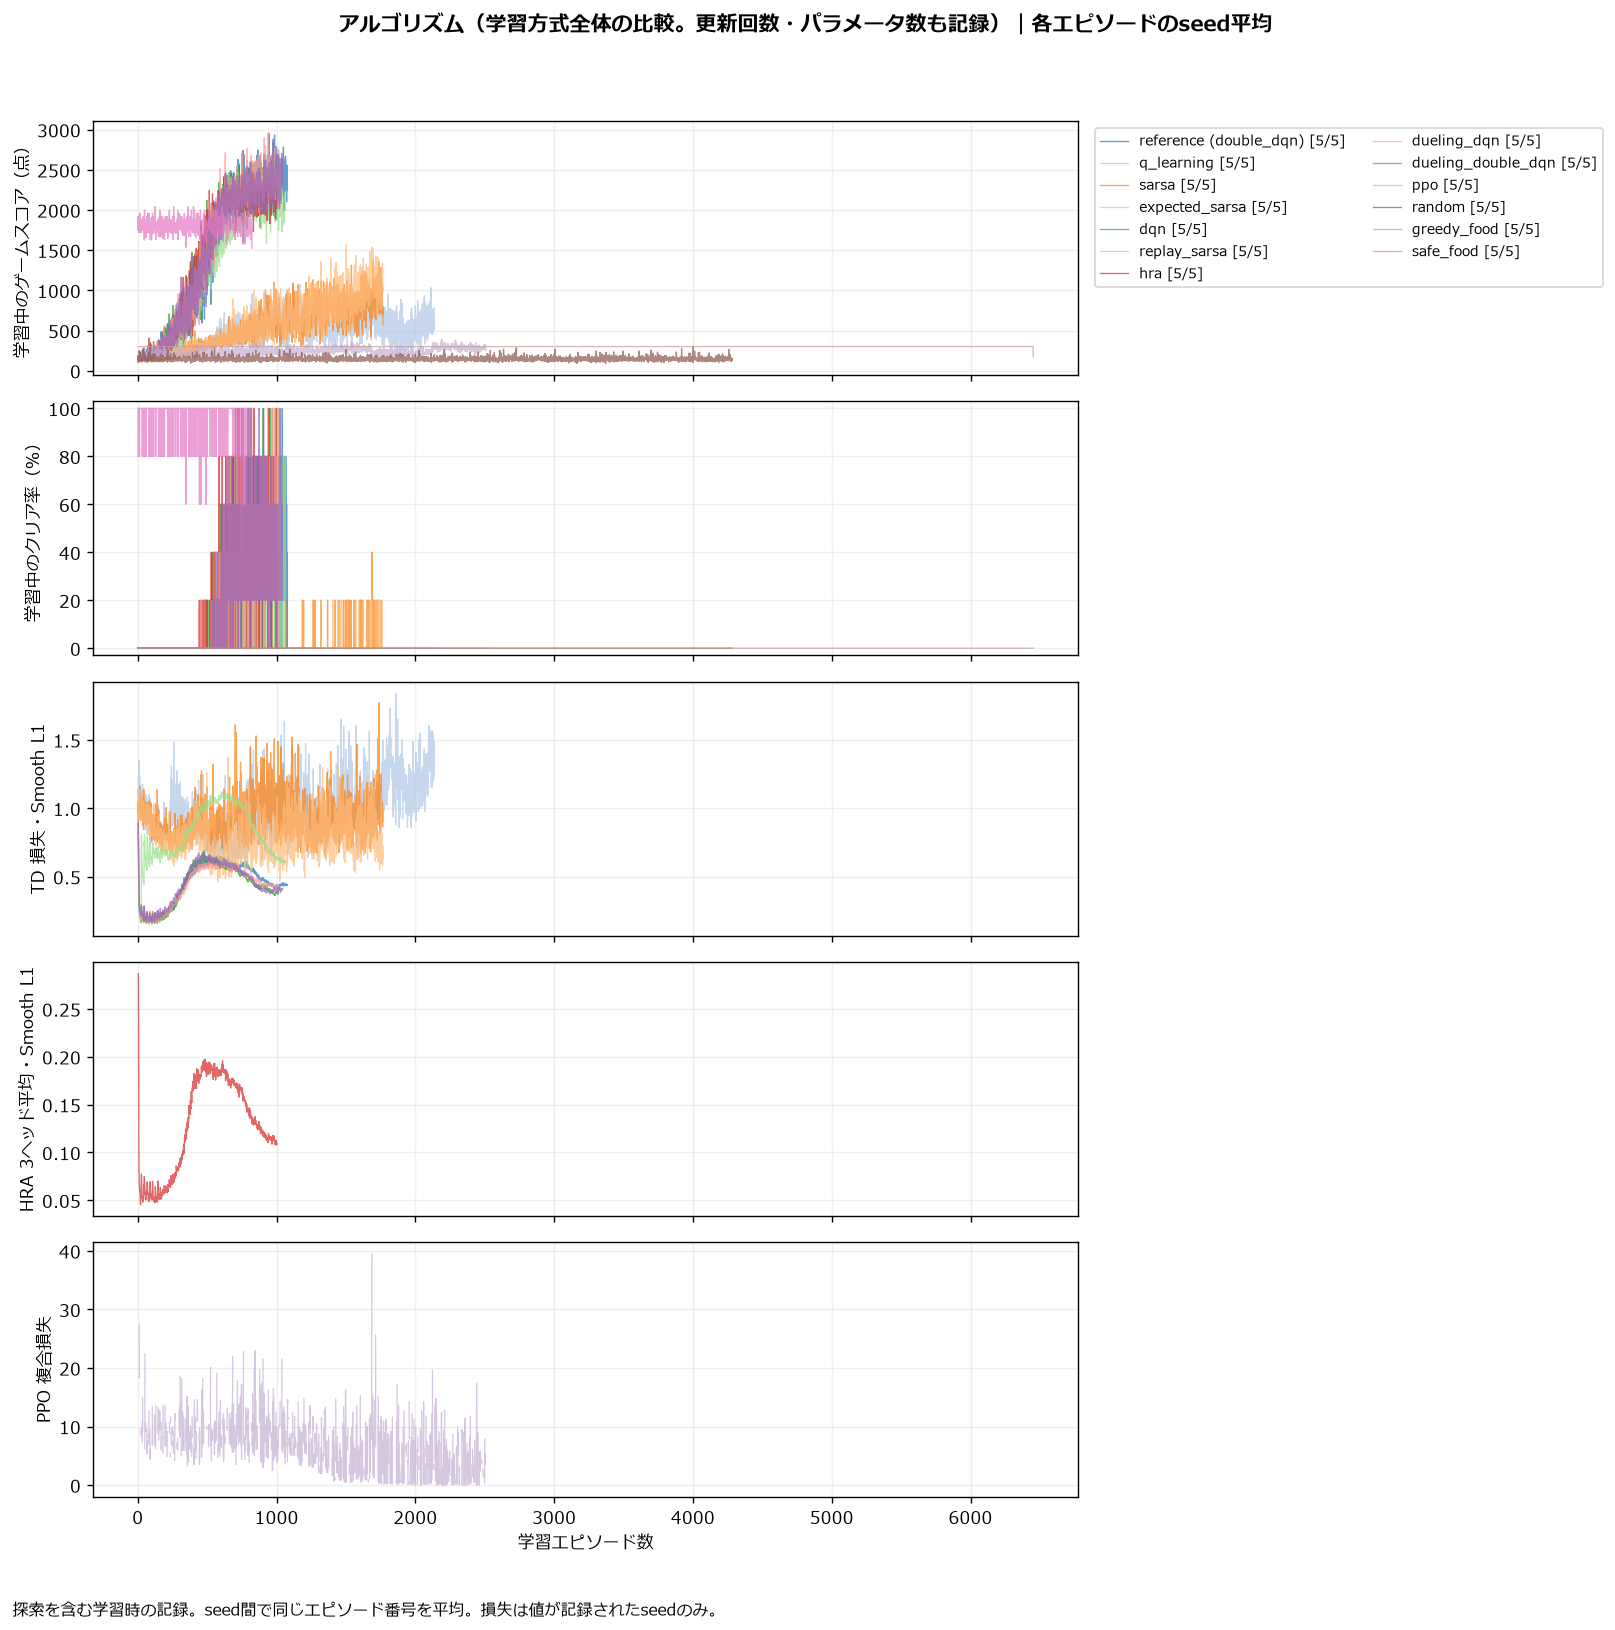 アルゴリズム（学習方式全体の比較。更新回数・パラメータ数も記録）｜各エピソードのseed平均
学習中のゲームスコア（点）
3000
2500
2000
1500
1000
500
0
reference (double_dqn) [5/5]
q_learning [5/5]
sarsa [5/5]
expected_sarsa [5/5]
dqn [5/5]
replay_sarsa [5/5]
hra [5/5]
dueling_dqn [5/5]
dueling_double_dqn [5/5]
ppo [5/5]
random [5/5]
greedy_food [5/5]
safe_food [5/5]
学習中のクリア率（%）
100
80
60
40
20
0
TD 損失・Smooth L1
1.5
1.0
0.5
HRA 3ヘッド平均・Smooth L1
0.25
0.20
0.15
0.10
0.05
PPO 複合損失
40
30
20
10
0
0 1000 2000 3000 4000 5000 6000
学習エピソード数
探索を含む学習時の記録。seed間で同じエピソード番号を平均。損失は値が記録されたseedのみ。